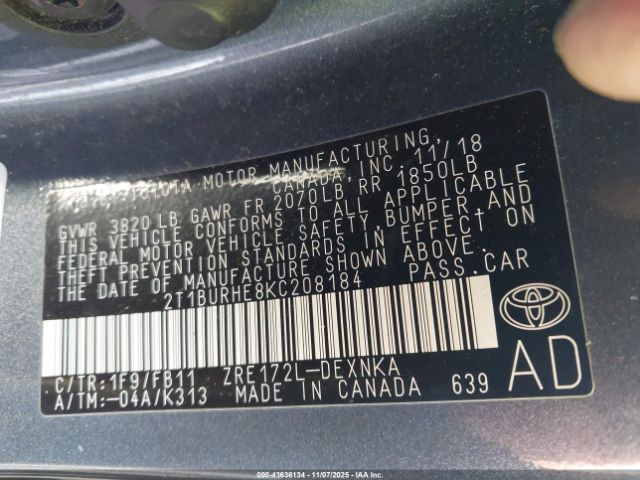 TOYOTA MOTOR MANUFACTURING,
CANADA, INC. 11/18
GVWR 3820 LB GAWR FR 2070LB RR 1850LB
THIS VEHICLE CONFORMS TO ALL APPLICABLE
FEDERAL MOTOR VEHICLE SAFETY, BUMPER AND
THEFT PREVENTION STANDARDS IN EFFECT ON
THE DATE OF MANUFACTURE SHOWN ABOVE.
2T1BURHE8KC208184 PASS.CAR
C/TR:1F9/FB11 ZRE172L-DEXNKA
A/TM:-04A/K313 MADE IN CANADA 639
TOYOTA
AD
000-43636134 - 11/07/2025 - IAAI.COM